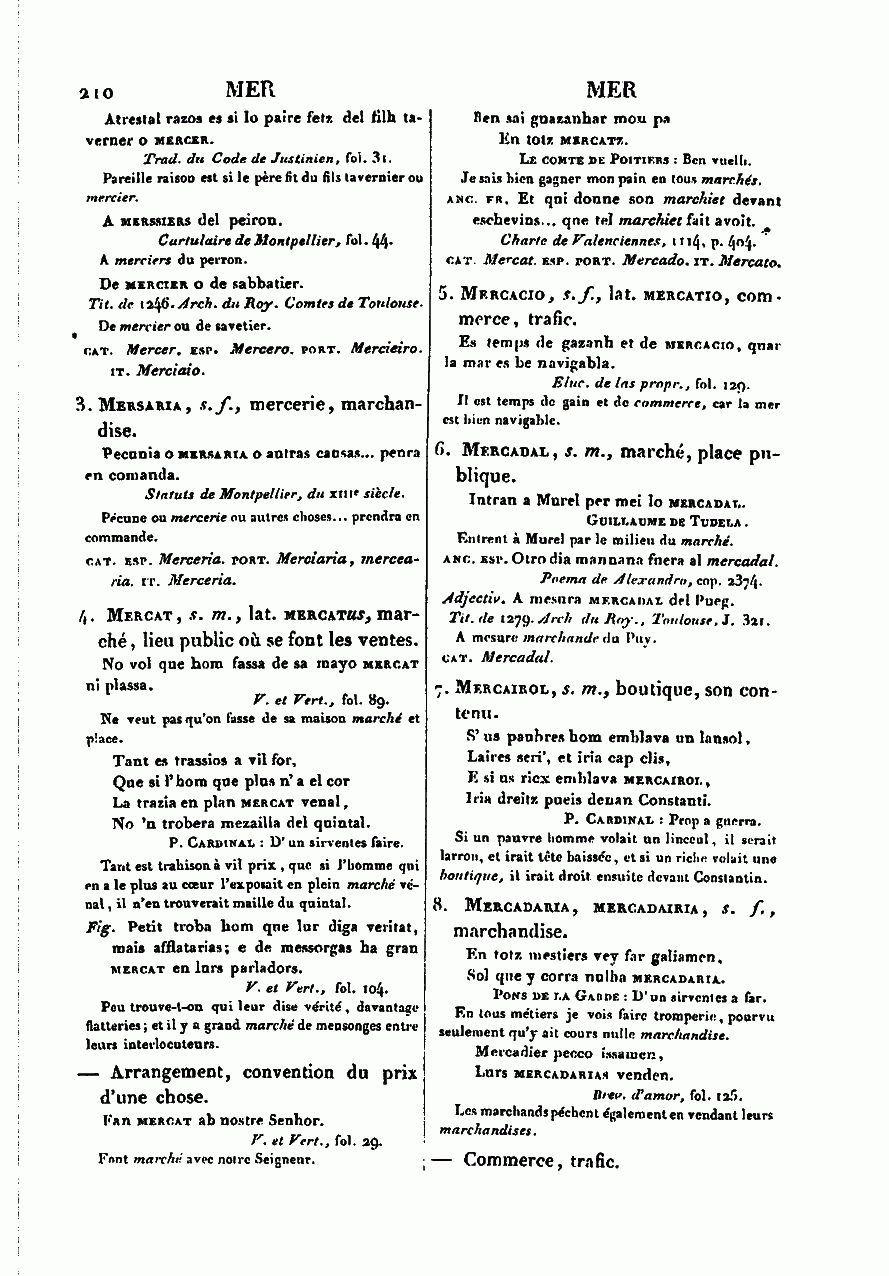 210 MER MER
Atrestal razos es si lo paire fetz del filh ta-
verner o MERCER.
Trad. du Code de Justinien, fol. 31.
Pareille raison est si le père fit du fils tavernier ou
mercier.
A MERSSIERS del peiron.
Cartulaire de Montpellier, fol. 44.
A merciers du perron.
De MERCIER o de sabbatier.
Tit. de 1246. Arch. du Roy. Comtes de Toulouse.
De mercier ou de savetier.
CAT. Mercer. ESP. Mercero. PORT. Mercieiro.
IT. Merciaio.
3. MERSARIA, s. f., mercerie, marchan-
dise.
Pecunia o MERSARIA o autras causas... penra
en comanda.
Statuts de Montpellier, du XIIIe siècle.
Pécune ou mercerie ou autres choses... prendra en
commande.
CAT. ESP. Merceria. PORT. Merciaria, mercea-
ria. IT. Merceria.
4. MERCAT, s. m., lat. MERCATUS, mar-
ché, lieu public où se font les ventes.
No vol que hom fassa de sa mayo MERCAT
ni plassa.
V. et Vert., fol. 89.
Ne veut pas qu'on fasse de sa maison marché et
place.
Tant es trassios a vil for,
Que si l'hom que plus n'a el cor
La trazia en plan MERCAT venal,
No 'n trobera mezailla del quintal.
P. CARDINAL : D'un sirventes faire.
Tant est trahison à vil prix, que si l'homme qui
en a le plus au cœur l'exposait en plein marché vé-
nal, il n'en trouverait maille du quintal.
Fig. Petit troba hom que lur diga veritat,
mais afflatarias; e de messorgas ha gran
MERCAT en lurs parladors.
V. et Vert., fol. 104.
Peu trouve-t-on qui leur dise vérité, davantage
flatteries; et il y a grand marché de mensonges entre
leurs interlocuteurs.
— Arrangement, convention du prix
d'une chose.
Fan MERCAT ab nostre Senhor.
V. et Vert., fol. 29.
Font marché avec notre Seigneur.
Ben sai guazanhar mou pa
En totz MERCATZ.
LE COMTE DE POITIERS : Ben vuelh.
Je sais bien gagner mon pain en tous marchés.
ANC. FR. Et qui donne son marchiet devant
eschevins... que tel marchiet fait avoit.
Charte de Valenciennes, 1114, p. 404.
CAT. Mercat. ESP. PORT. Mercado. IT. Mercato.
5. MERCACIO, s. f., lat. MERCATIO, com-
merce, trafic.
Es temps de gazanh et de MERCACIO, quar
la mar es be navigabla.
Eluc. de las propr., fol. 129.
Il est temps de gain et de commerce, car la mer
est bien navigable.
6. MERCADAL, s. m., marché, place pu-
blique.
Intran a Murel per mei lo MERCADAL.
GUILLAUME DE TUDELA.
Entrent à Murel par le milieu du marché.
ANC. ESP. Otro dia mannana fuera al mercadal.
Poema de Alexandro, cop. 2374.
Adjectiv. A mesura MERCADAL del Pueg.
Tit. de 1279. Arch du Roy., Toulouse, J. 321.
A mesure marchande du Puy.
CAT. Mercadal.
7. MERCAIROL, s. m., boutique, son con-
tenu.
S'us paubres hom emblava un lansol,
Laires seri', et iria cap clis,
E si us ricx emblava MERCAIROL,
Iria dreitz pueis denan Constanti.
P. CARDINAL : Prop a guerra.
Si un pauvre homme volait un linceul, il serait
larron, et irait tête baissée, et si un riche volait une
boutique, il irait droit ensuite devant Constantin.
8. MERCADARIA, MERCADAIRIA, s. f.,
marchandise.
En totz mestiers vey far galiamen,
Sol que y corra nulha MERCADARIA.
PONS DE LA GARDE : D'un sirventes a far.
En tous métiers je vois faire tromperie, pourvu
seulement qu'y ait cours nulle marchandise.
Mercadier pecco issamen,
Lurs MERCADARIAS venden.
Brev. d'amor, fol. 125.
Les marchands péchent également en vendant leurs
marchandises.
— Commerce, trafic.